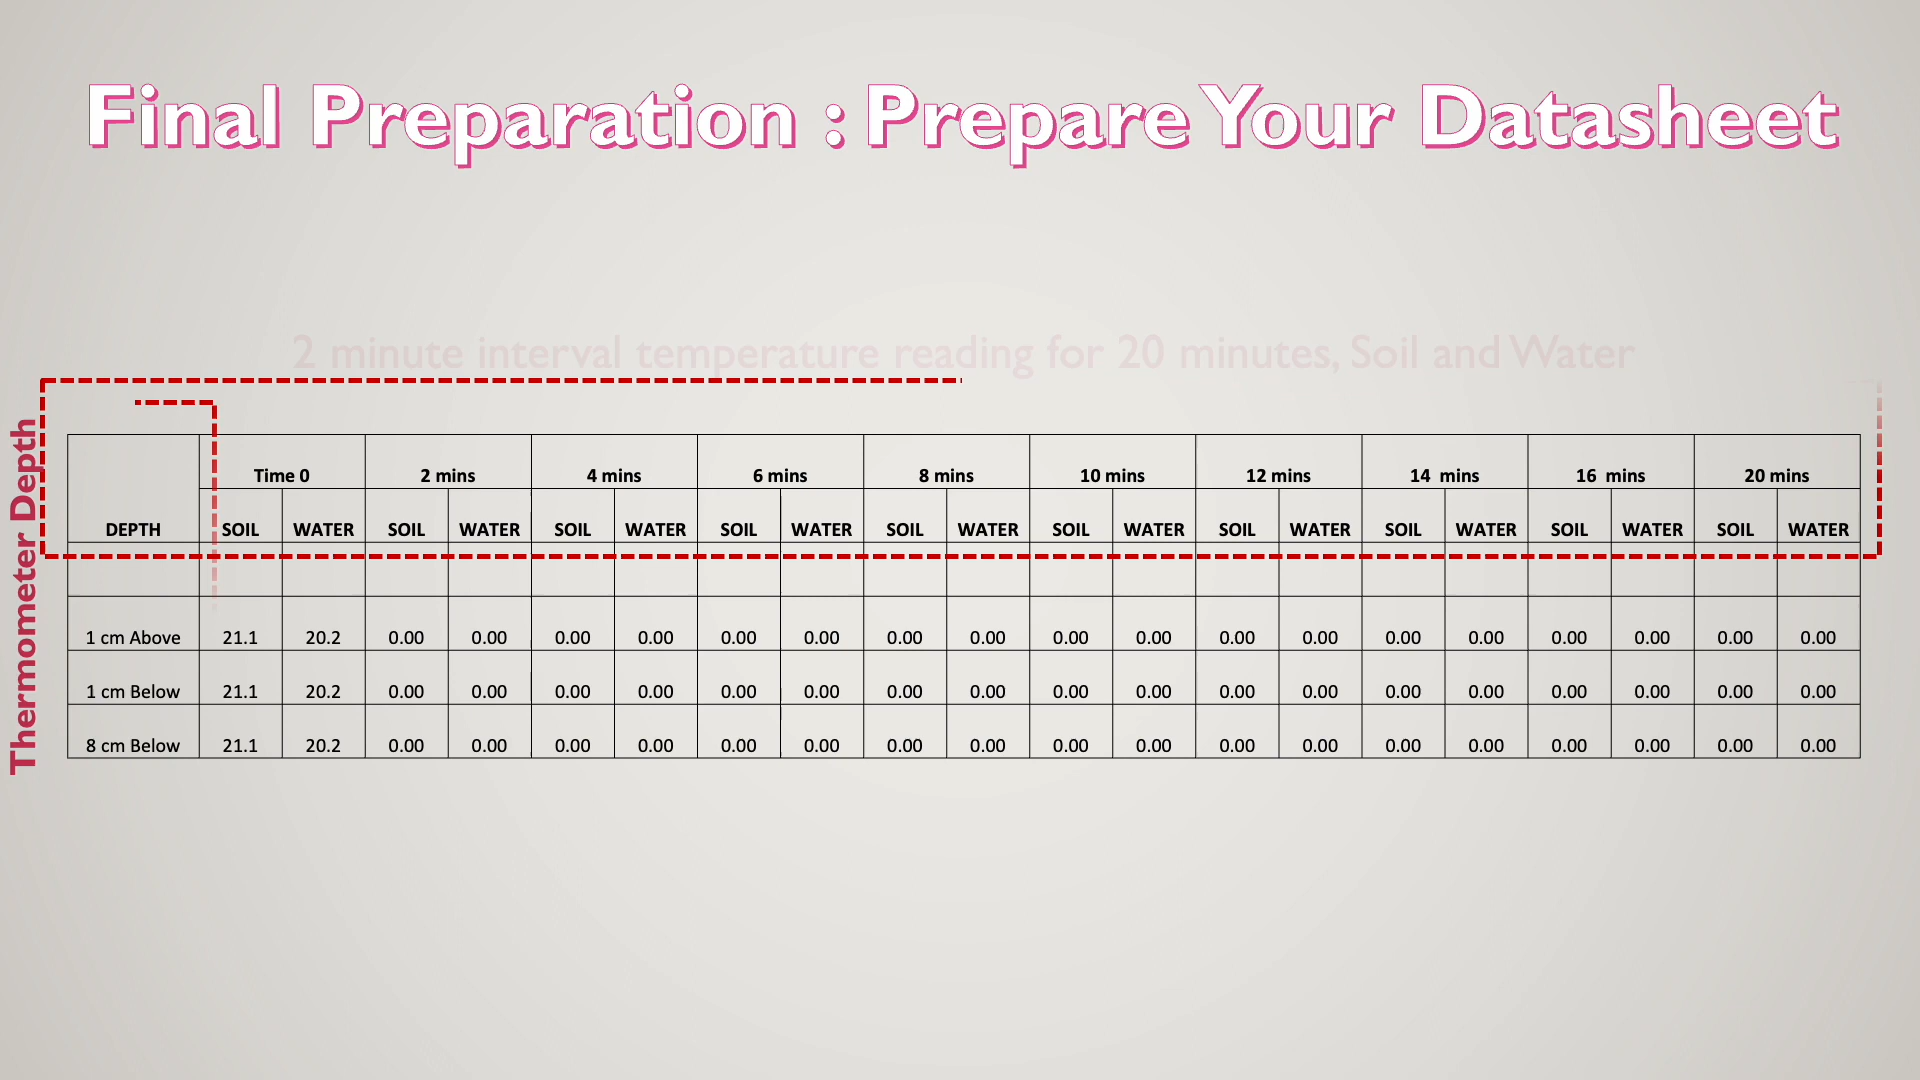 Final Preparation : Prepare Your Datasheet
2 minute interval temperature reading for 20 minutes, Soil and Water
Thermometer Depth
Time 0 2 mins 4 mins 6 mins 8 mins 10 mins 12 mins 14 mins 16 mins 20 mins
DEPTH SOIL WATER SOIL WATER SOIL WATER SOIL WATER SOIL WATER SOIL WATER SOIL WATER SOIL WATER SOIL WATER SOIL WATER
1 cm Above 21.1 20.2 0.00 0.00 0.00 0.00 0.00 0.00 0.00 0.00 0.00 0.00 0.00 0.00 0.00 0.00 0.00 0.00 0.00 0.00
1 cm Below 21.1 20.2 0.00 0.00 0.00 0.00 0.00 0.00 0.00 0.00 0.00 0.00 0.00 0.00 0.00 0.00 0.00 0.00 0.00 0.00
8 cm Below 21.1 20.2 0.00 0.00 0.00 0.00 0.00 0.00 0.00 0.00 0.00 0.00 0.00 0.00 0.00 0.00 0.00 0.00 0.00 0.00